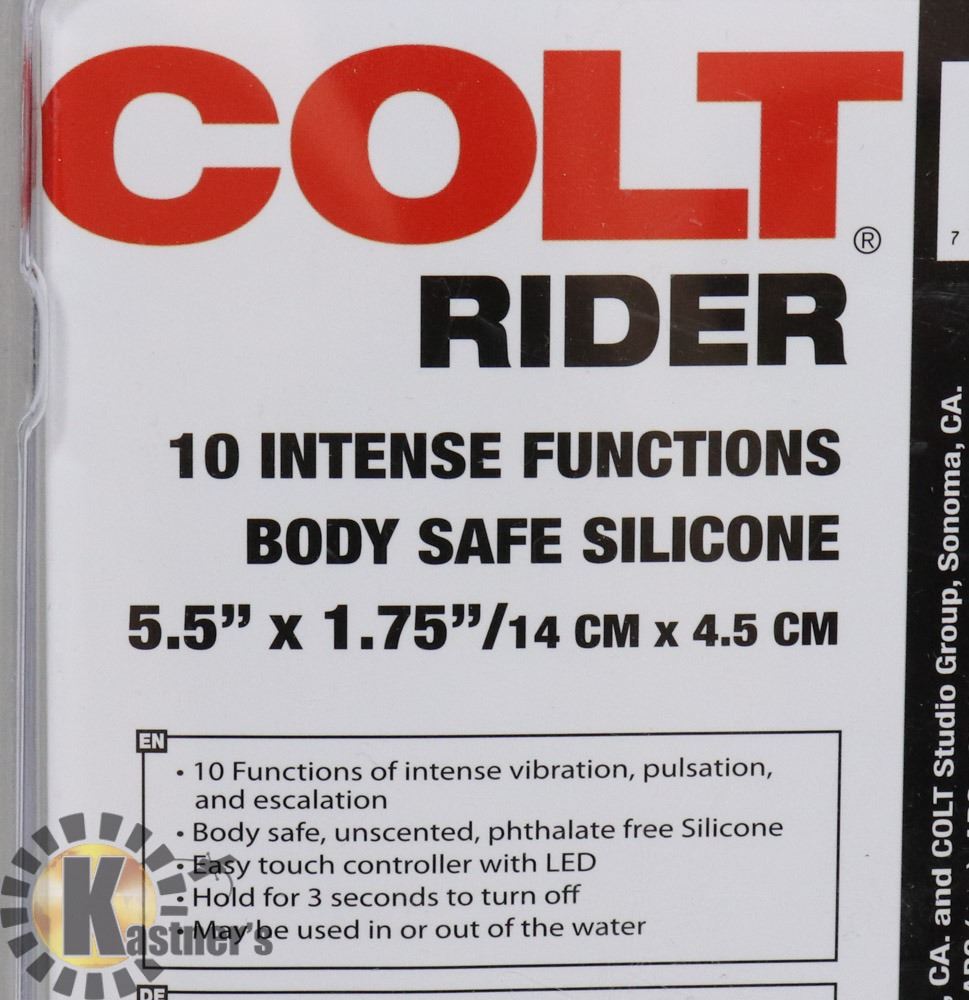 COLT®
RIDER
10 INTENSE FUNCTIONS
BODY SAFE SILICONE
5.5” x 1.75”/14 CM x 4.5 CM
EN
• 10 Functions of intense vibration, pulsation,
and escalation
• Body safe, unscented, phthalate free Silicone
• Easy touch controller with LED
• Hold for 3 seconds to turn off
• May be used in or out of the water
DE
Kastner's
7
, CA. and COLT Studio Group, Sonoma, CA.